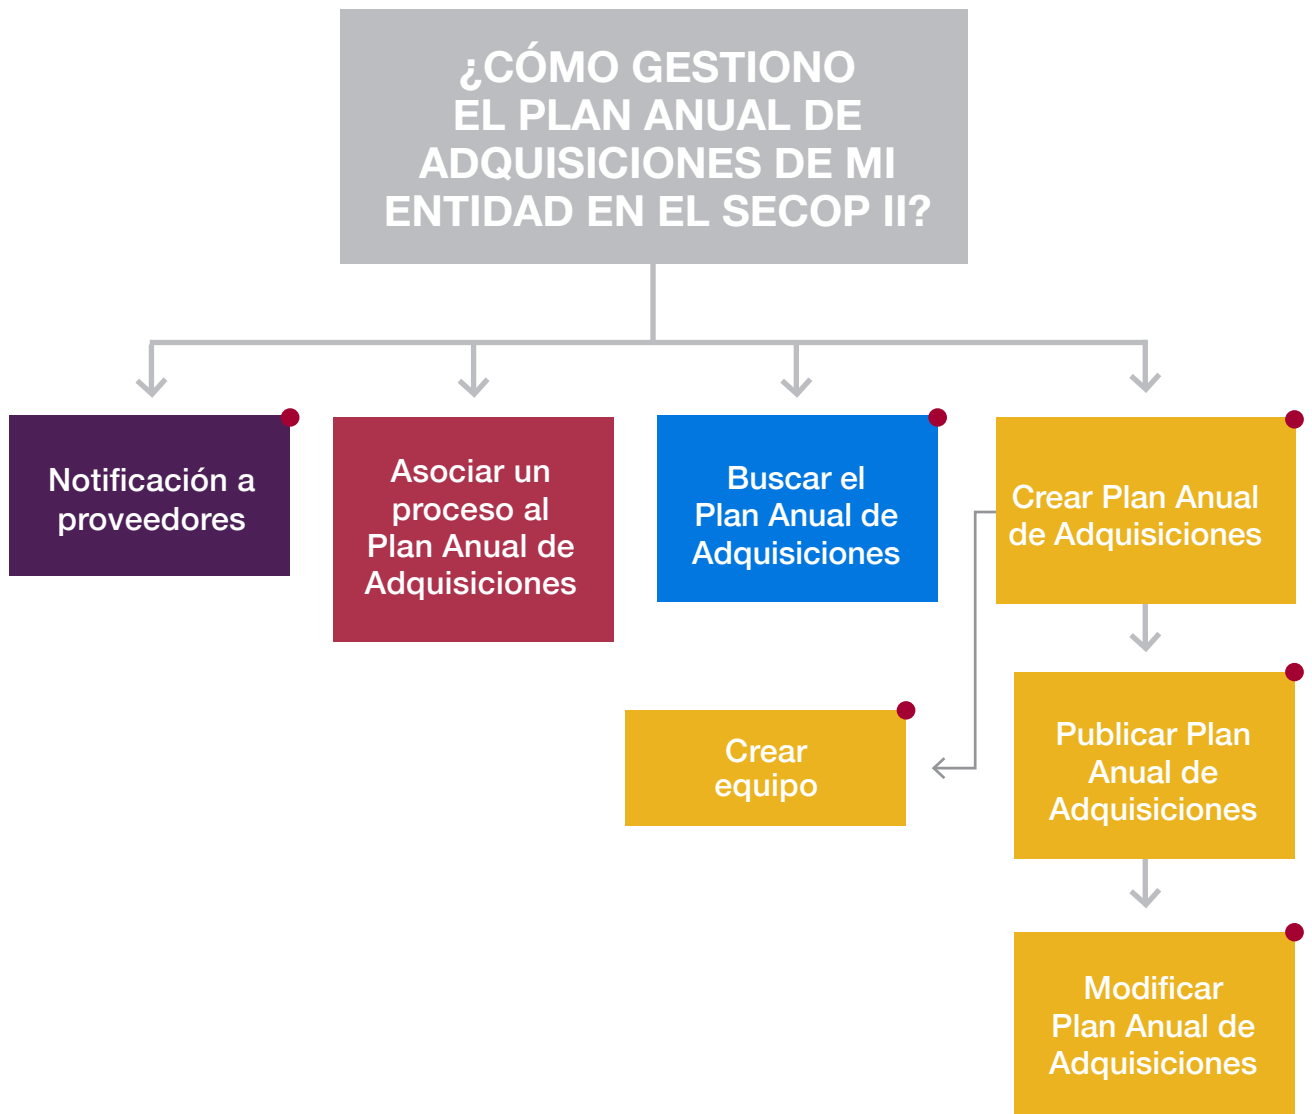 ¿CÓMO GESTIONO
EL PLAN ANUAL DE
ADQUISICIONES DE MI
ENTIDAD EN EL SECOP II?
Notificación a
proveedores
Asociar un
proceso al
Plan Anual de
Adquisiciones
Buscar el
Plan Anual de
Adquisiciones
Crear Plan Anual
de Adquisiciones
Crear
equipo
Publicar Plan
Anual de
Adquisiciones
Modificar
Plan Anual de
Adquisiciones